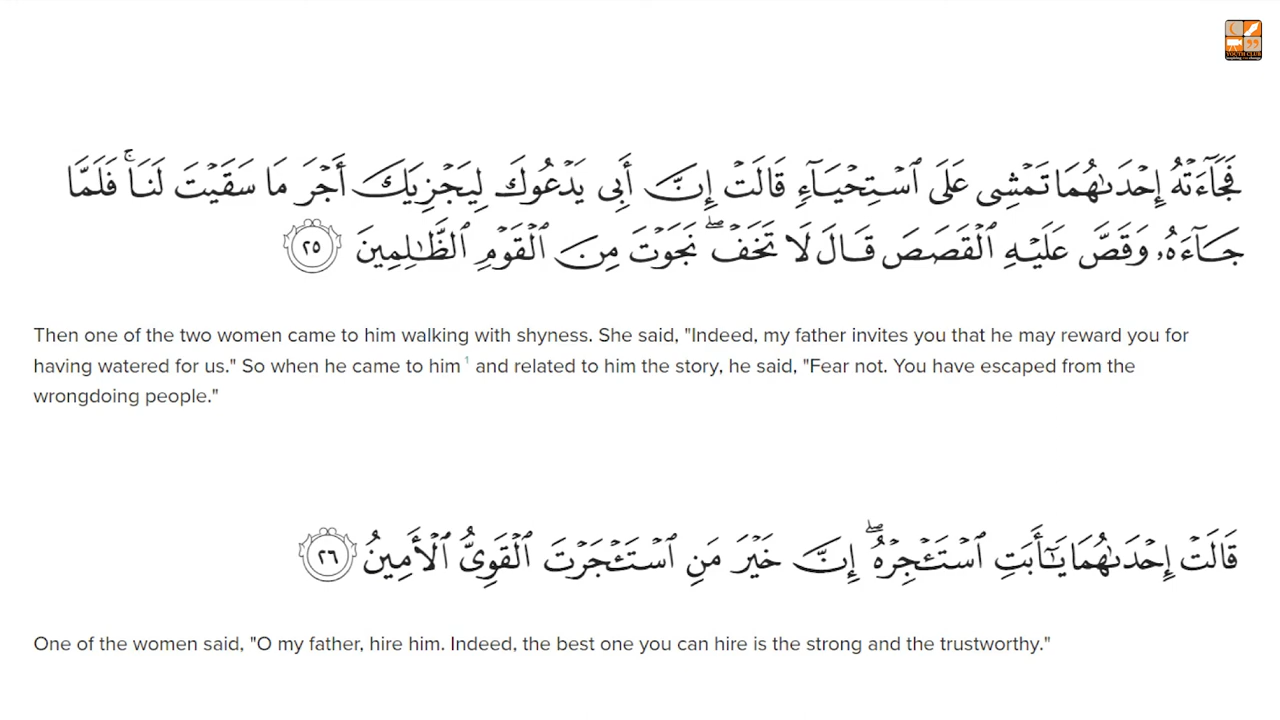 YOUTH CLUB
فَجَآءَتْهُ إِحْدَىٰهُمَا تَمْشِى عَلَى ٱسْتِحْيَآءٍ قَالَتْ إِنَّ أَبِى يَدْعُوكَ لِيَجْزِيَكَ أَجْرَ مَا سَقَيْتَ لَنَا ۚ فَلَمَّا
جَآءَهُۥ وَقَصَّ عَلَيْهِ ٱلْقَصَصَ قَالَ لَا تَخَفْ ۖ نَجَوْتَ مِنَ ٱلْقَوْمِ ٱلظَّـٰلِمِينَ ٢٥
Then one of the two women came to him walking with shyness. She said, "Indeed, my father invites you that he may reward you for
having watered for us." So when he came to him ¹ and related to him the story, he said, "Fear not. You have escaped from the
wrongdoing people."
قَالَتْ إِحْدَىٰهُمَا يَـٰٓأَبَتِ ٱسْتَـْٔجِرْهُ ۖ إِنَّ خَيْرَ مَنِ ٱسْتَـْٔجَرْتَ ٱلْقَوِىُّ ٱلْأَمِينُ ٢٦
One of the women said, "O my father, hire him. Indeed, the best one you can hire is the strong and the trustworthy."